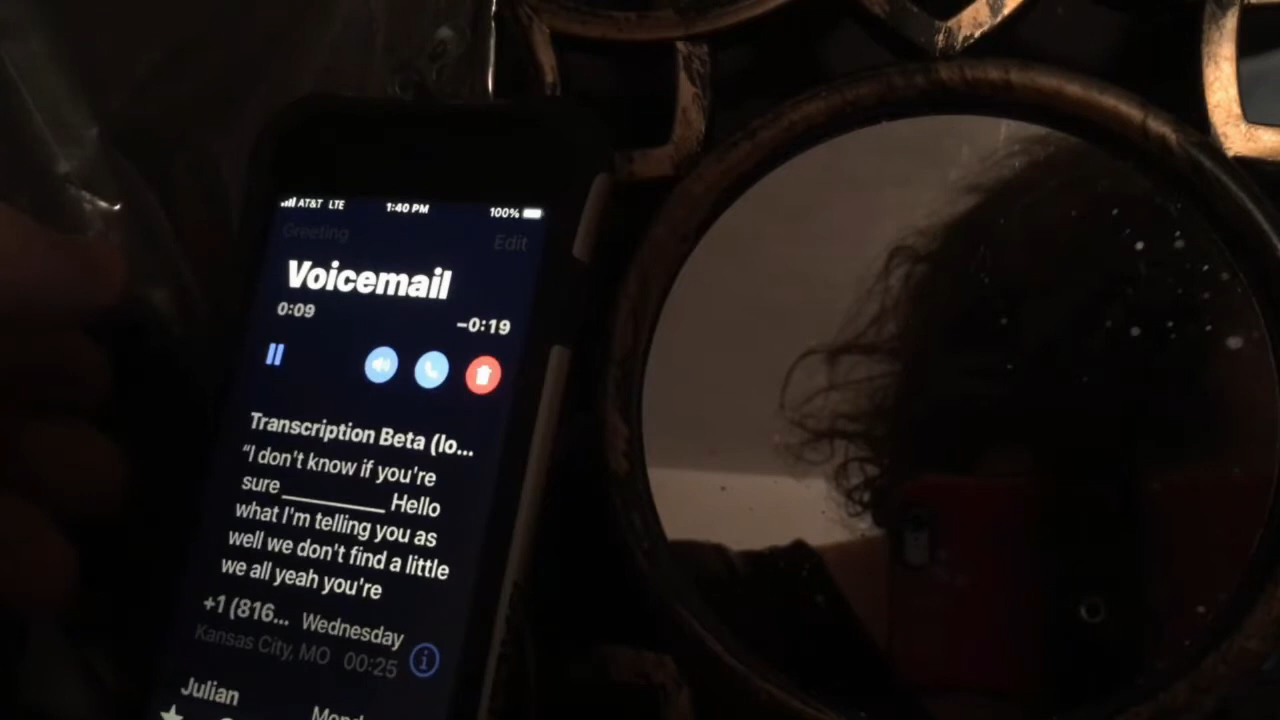 AT&T LTE 1:40 PM 100%
Greeting Edit
Voicemail
0:09 -0:19
Transcription Beta (lo...
“I don't know if you're
sure ________ Hello
what I'm telling you as
well we don't find a little
we all yeah you're
+1 (816... Wednesday
Kansas City, MO 00:25
Julian